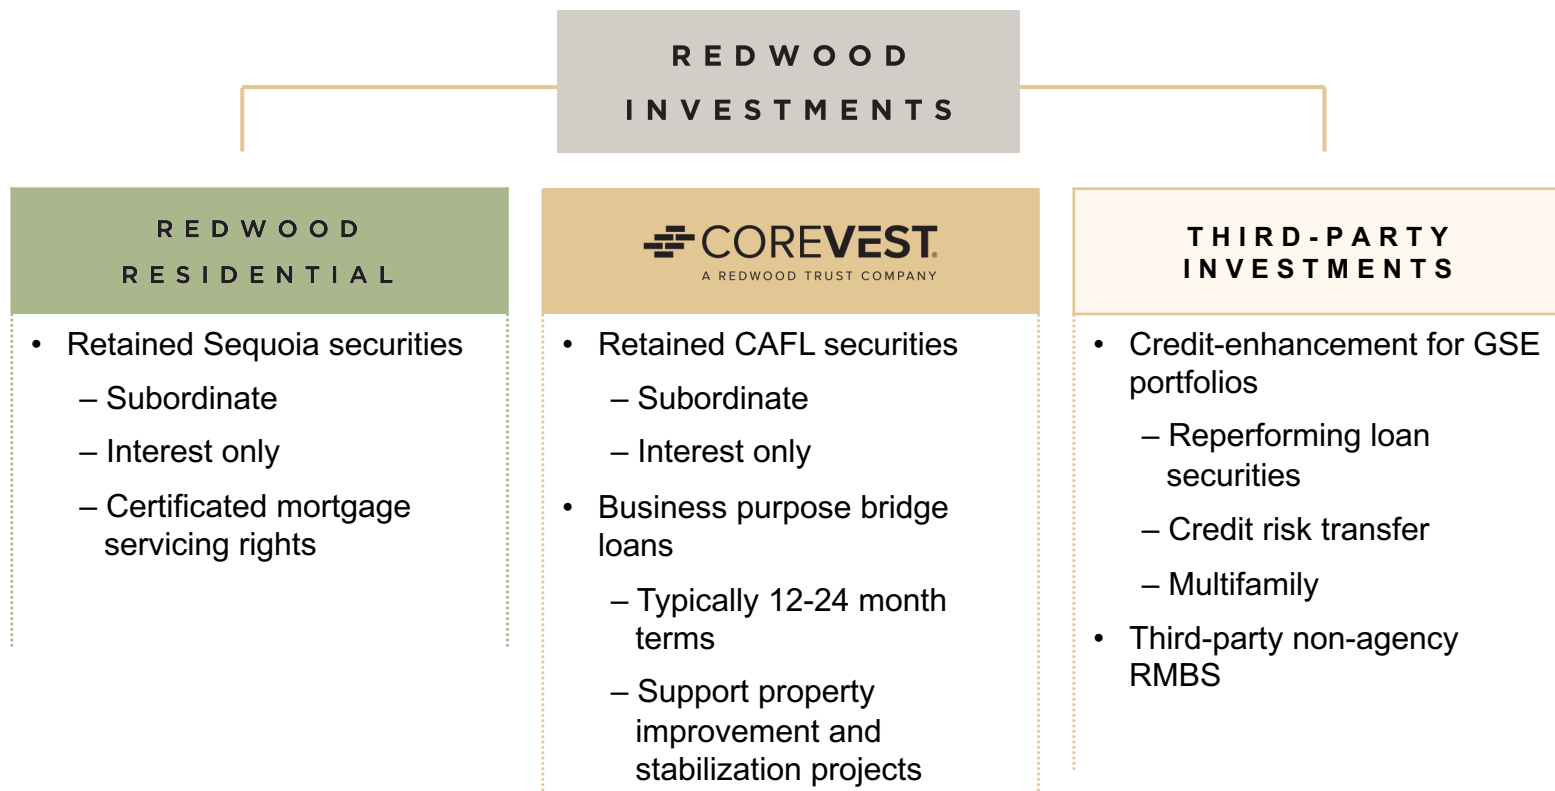 REDWOOD
INVESTMENTS
REDWOOD
RESIDENTIAL
• Retained Sequoia securities
– Subordinate
– Interest only
– Certificated mortgage
servicing rights
COREVEST®
A REDWOOD TRUST COMPANY
• Retained CAFL securities
– Subordinate
– Interest only
• Business purpose bridge
loans
– Typically 12-24 month
terms
– Support property
improvement and
stabilization projects
THIRD-PARTY
INVESTMENTS
• Credit-enhancement for GSE
portfolios
– Reperforming loan
securities
– Credit risk transfer
– Multifamily
• Third-party non-agency
RMBS